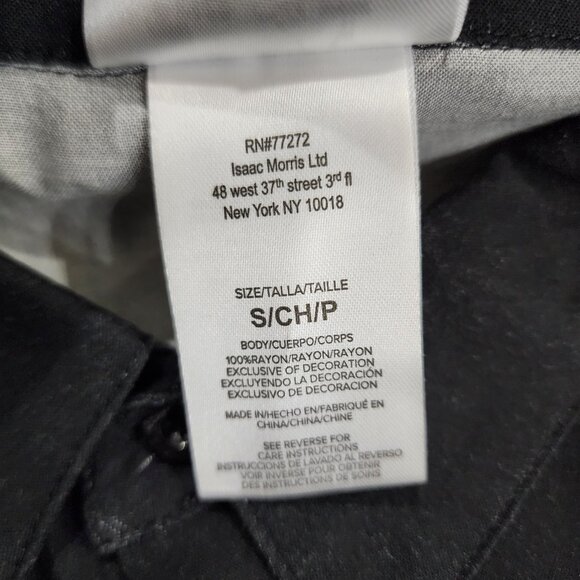 RN#77272
Isaac Morris Ltd
48 west 37th street 3rd fl
New York NY 10018
SIZE/TALLA/TAILLE
S/CH/P
BODY/CUERPO/CORPS
100%RAYON/RAYON/RAYON
EXCLUSIVE OF DECORATION
EXCLUYENDO LA DECORACIÓN
EXCLUSIVO DE DECORACION
MADE IN/HECHO EN/FABRIQUÉ EN
CHINA/CHINA/CHINE
SEE REVERSE FOR
CARE INSTRUCTIONS
INSTRUCCIONES DE LAVADO AL REVERSO
VOIR INVERSE POUR OBTENIR
DES INSTRUCTIONS DE SOINS